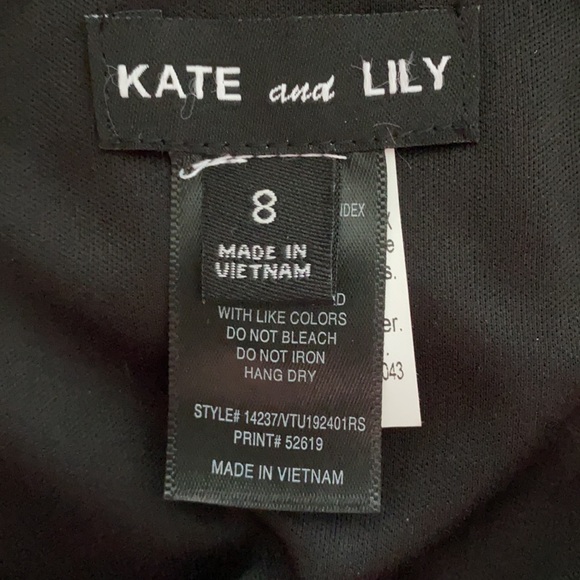 KATE and LILY
8
MADE IN
VIETNAM
WITH LIKE COLORS
DO NOT BLEACH
DO NOT IRON
HANG DRY
STYLE# 14237/VTU192401RS
PRINT# 52619
MADE IN VIETNAM